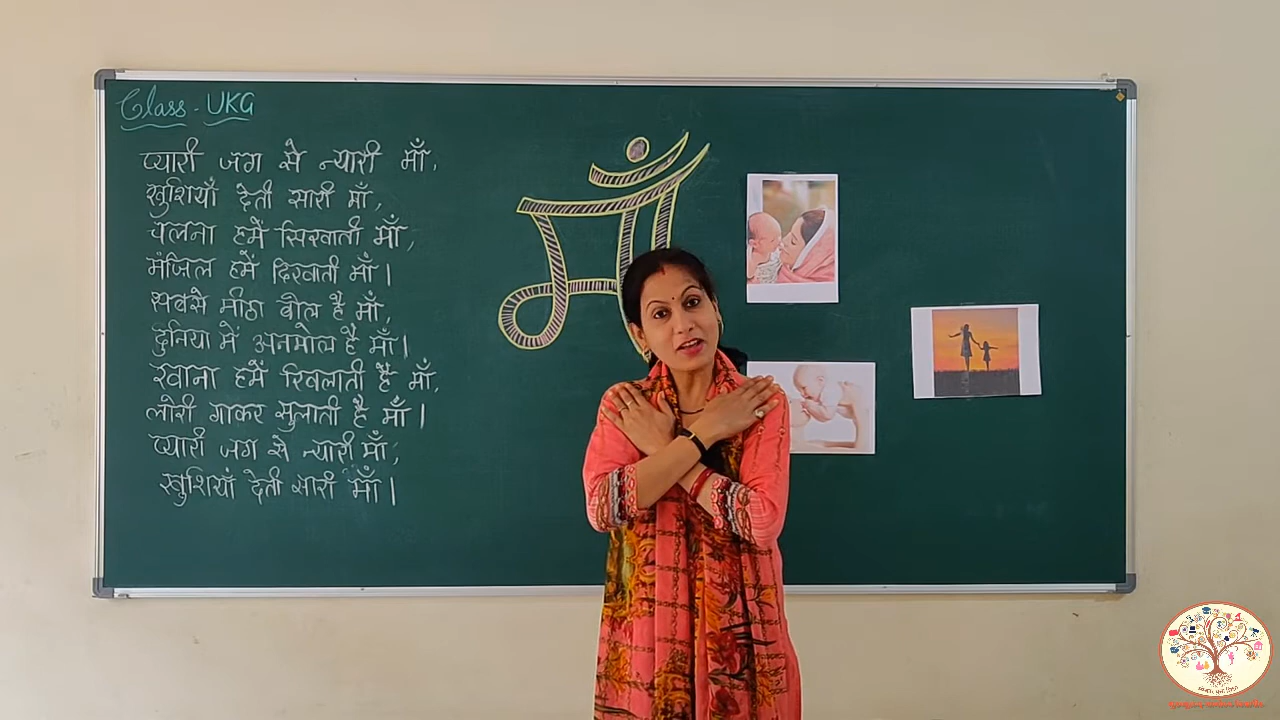 Class - UKG
प्यारी जग से न्यारी माँ,
खुशियाँ देती सारी माँ,
चलना हमें सिखाती माँ,
मंज़िल हमें दिखाती माँ।
सबसे मीठा बोल है माँ,
दुनिया में अनमोल है माँ।
खाना हमें खिलाती है माँ,
लोरी गाकर सुलाती है माँ।
प्यारी जग से न्यारी माँ,
खुशियाँ देती सारी माँ।
माँ